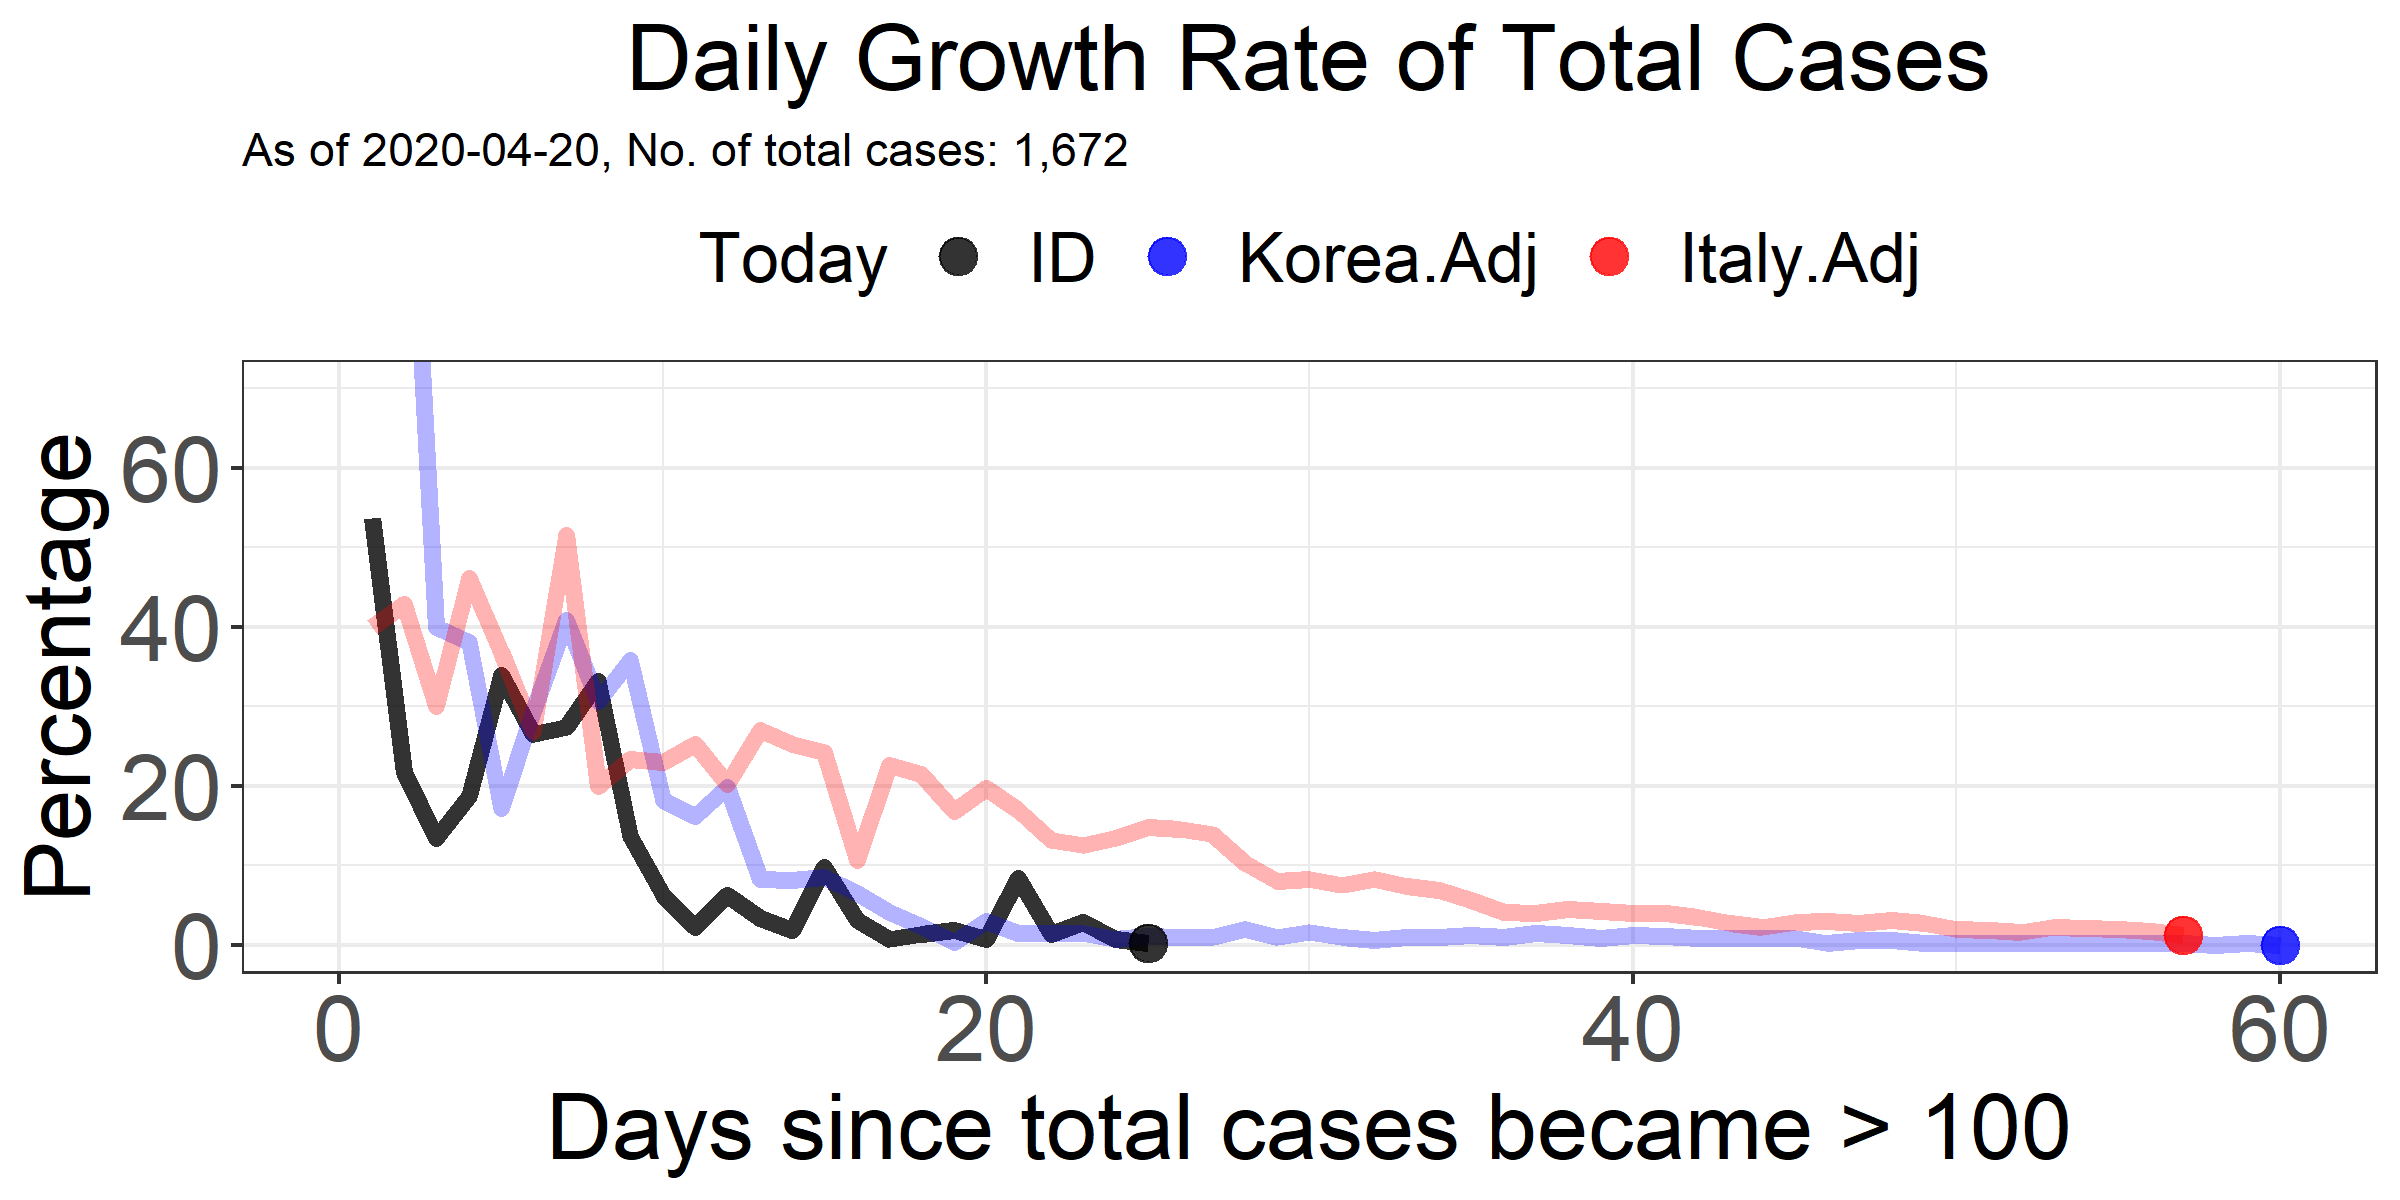 Daily Growth Rate of Total Cases
As of 2020-04-20, No. of total cases: 1,672
Today ID Korea.Adj Italy.Adj
Percentage
60
40
20
0
0 20 40 60
Days since total cases became > 100